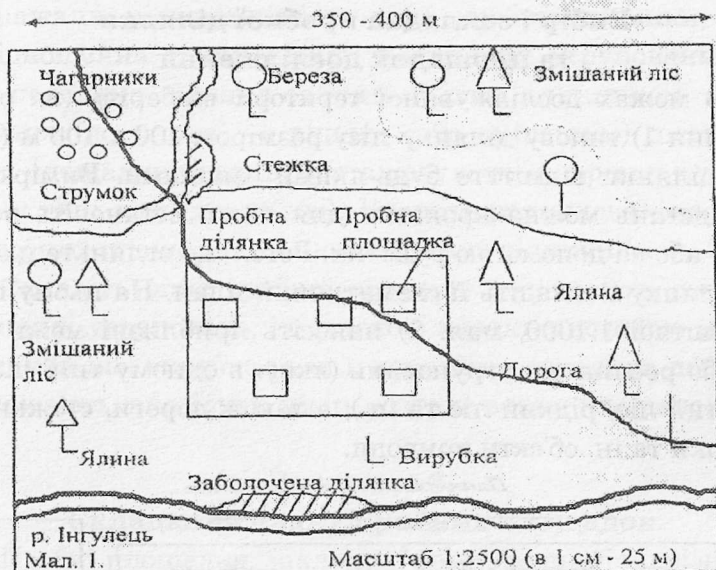 350 - 400 м
Чагарники
Береза
Змішаний ліс
Стежка
Струмок
Пробна
ділянка
Пробна
площадка
Ялина
Змішаний
ліс
Дорога
Ялина
Вирубка
Заболочена ділянка
р. Інгулець
Мал. 1.
Масштаб 1:2500 (в 1 см - 25 м)